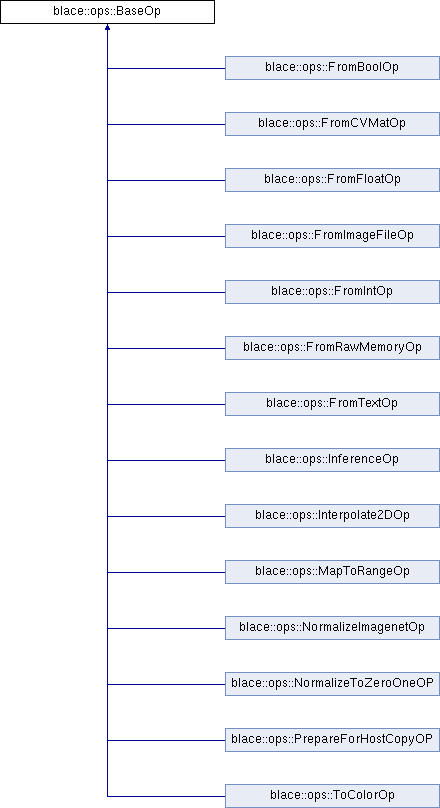 blace::ops::BaseOp
blace::ops::FromBoolOp
blace::ops::FromCVMatOp
blace::ops::FromFloatOp
blace::ops::FromImageFileOp
blace::ops::FromIntOp
blace::ops::FromRawMemoryOp
blace::ops::FromTextOp
blace::ops::InferenceOp
blace::ops::Interpolate2DOp
blace::ops::MapToRangeOp
blace::ops::NormalizeImagenetOp
blace::ops::NormalizeToZeroOneOP
blace::ops::PrepareForHostCopyOP
blace::ops::ToColorOp